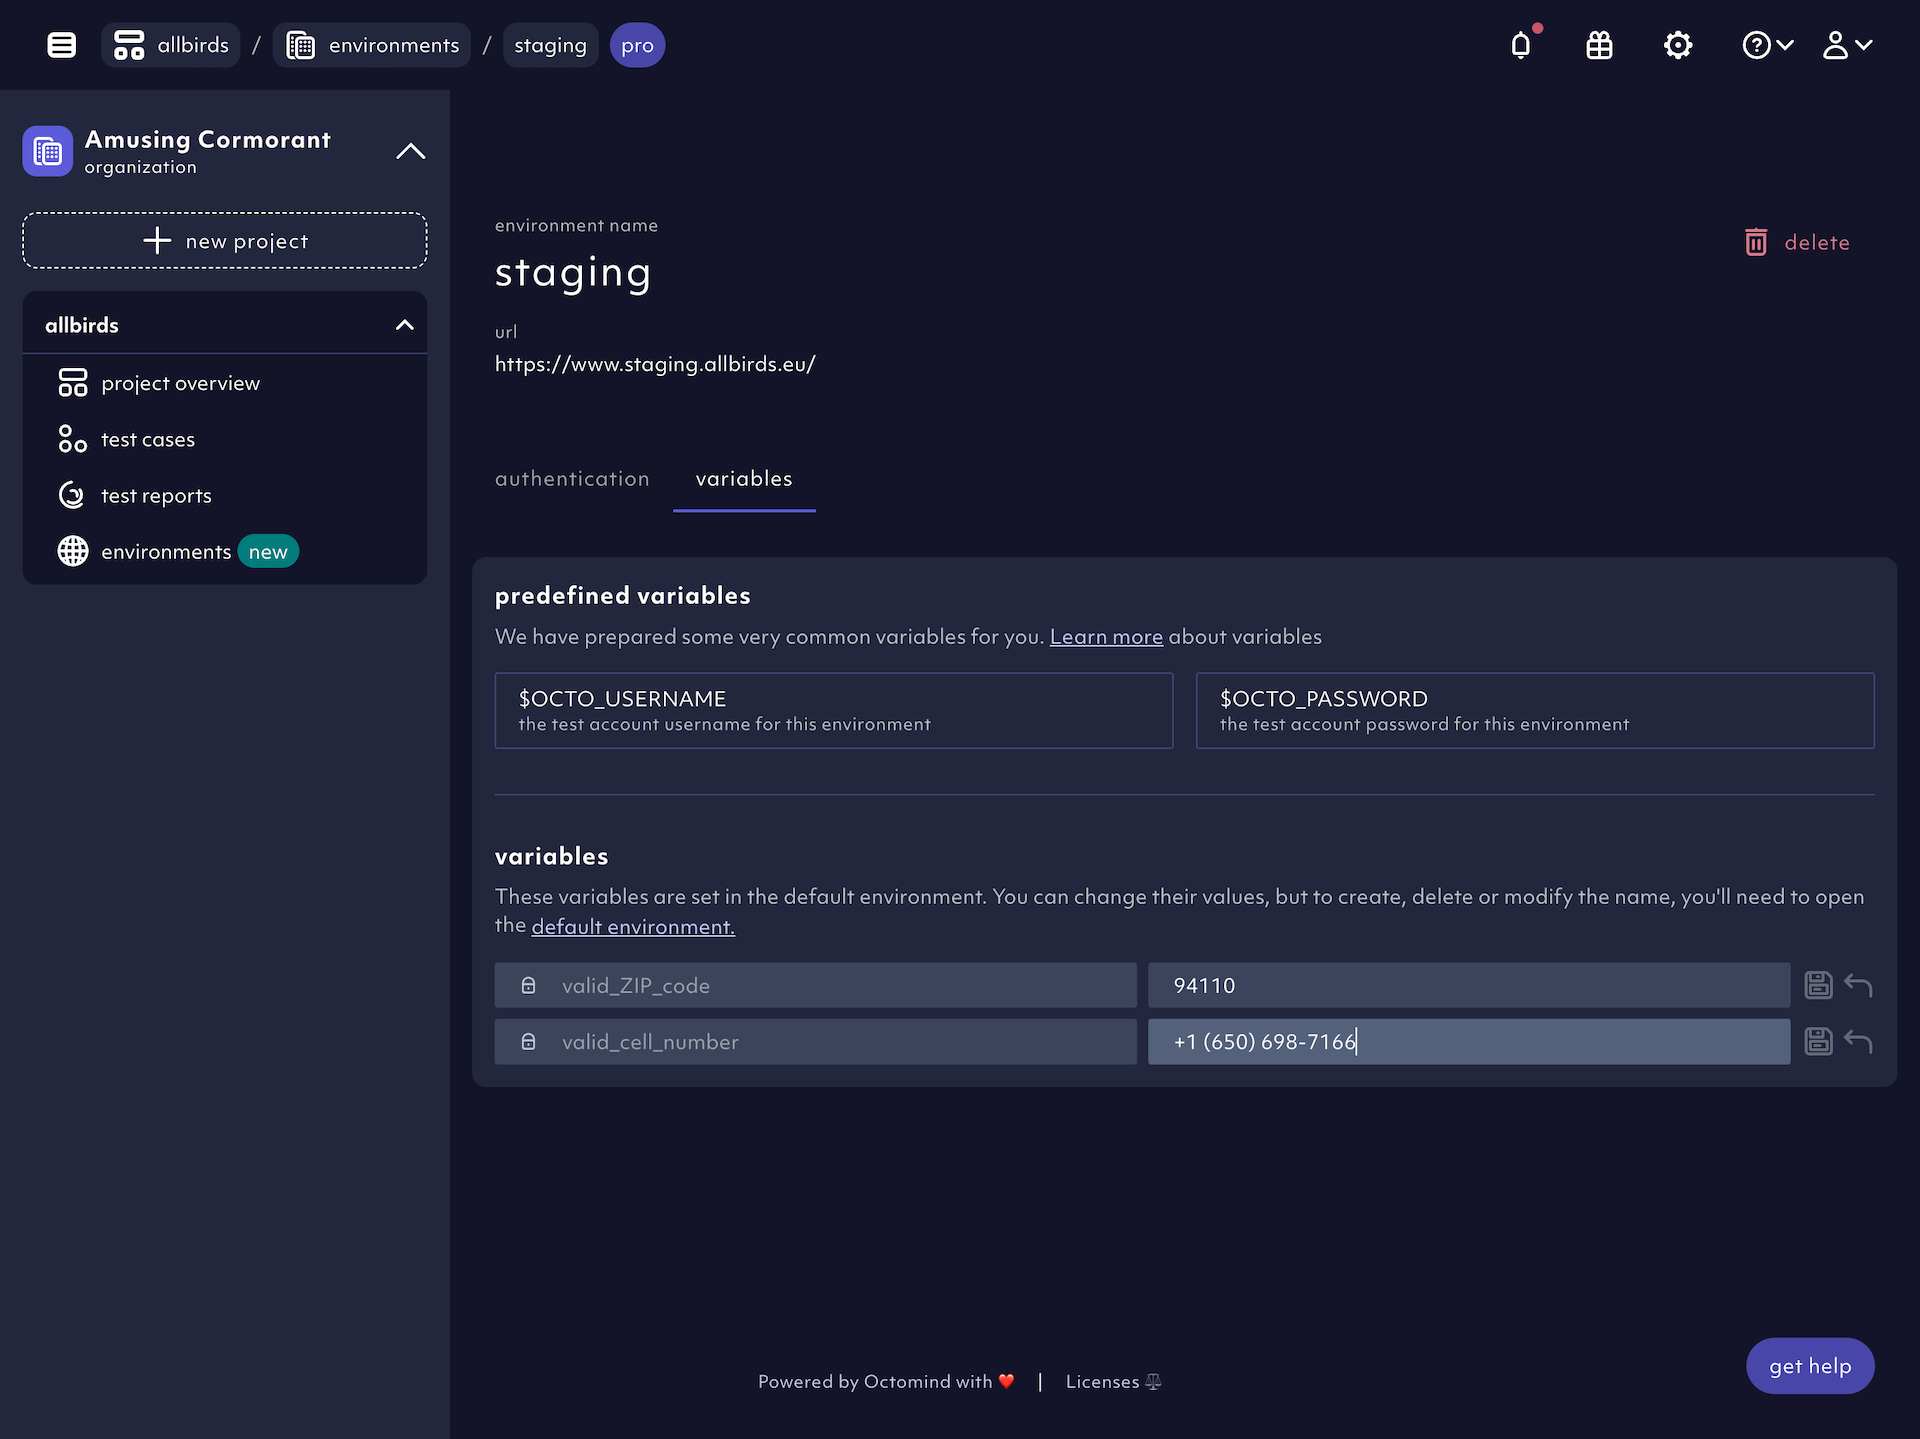 allbirds / environments / staging pro
Amusing Cormorant
organization
new project
allbirds
project overview
test cases
test reports
environments new
environment name
staging
delete
url
https://www.staging.allbirds.eu/
authentication variables
predefined variables
We have prepared some very common variables for you. Learn more about variables
$OCTO_USERNAME
the test account username for this environment
$OCTO_PASSWORD
the test account password for this environment
variables
These variables are set in the default environment. You can change their values, but to create, delete or modify the name, you'll need to open
the default environment.
valid_ZIP_code 94110
valid_cell_number +1 (650) 698-7166
Powered by Octomind with ❤️ | Licenses
get help